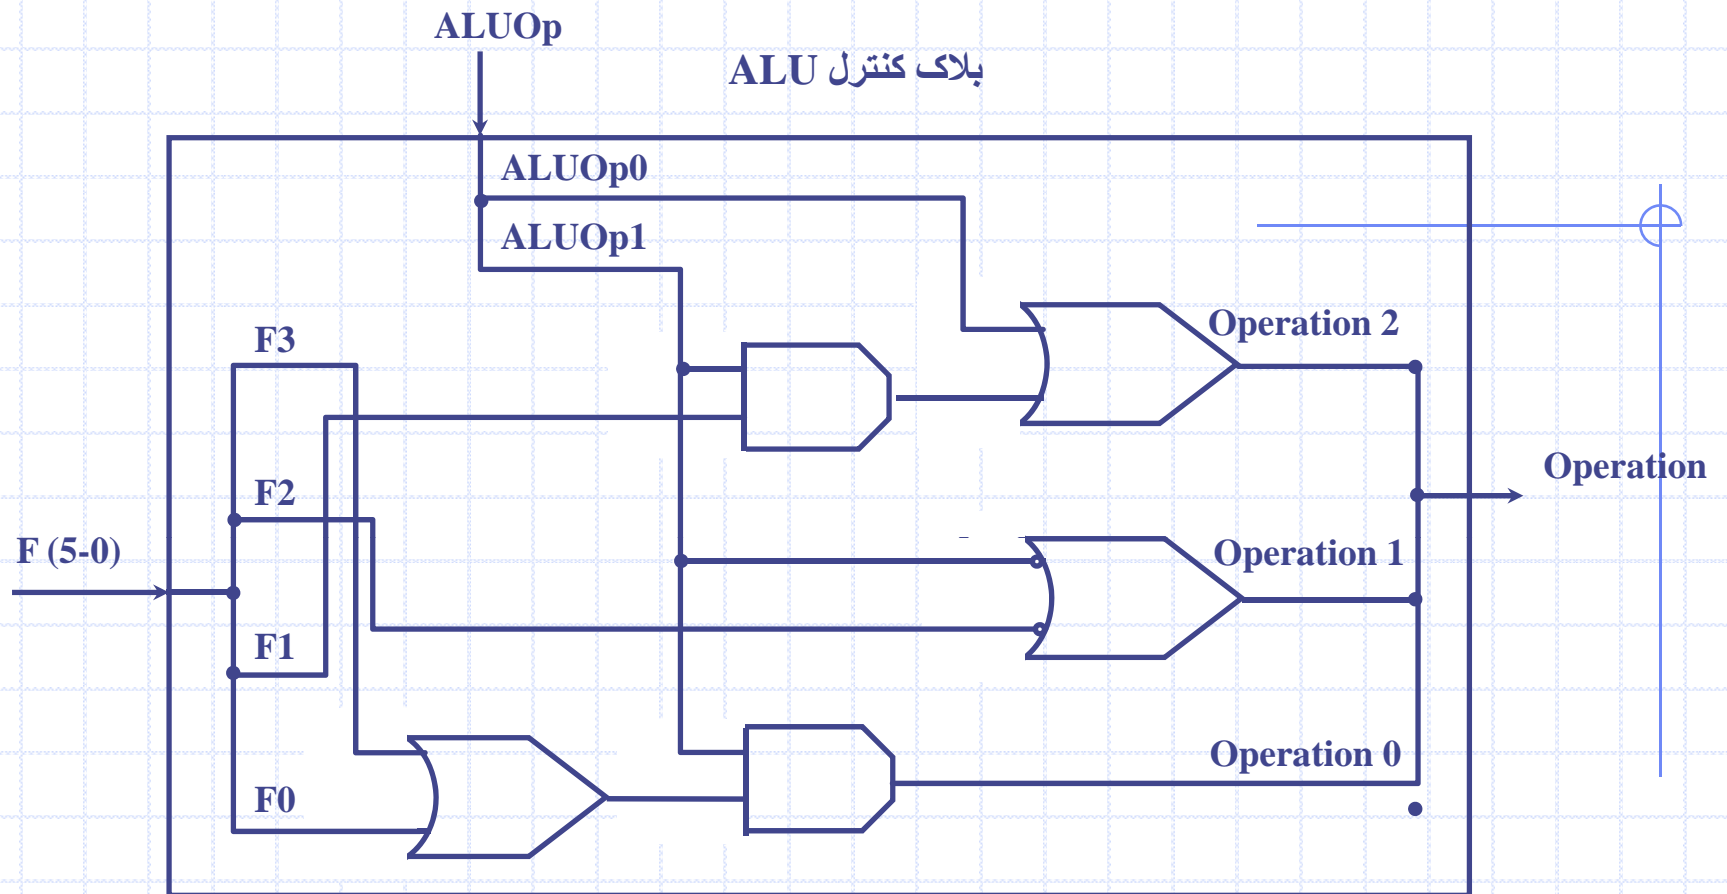 ALUOp
بلاک کنترل ALU
ALUOp0
ALUOp1
F3
Operation 2
F2
Operation
F (5-0)
Operation 1
F1
Operation 0
F0